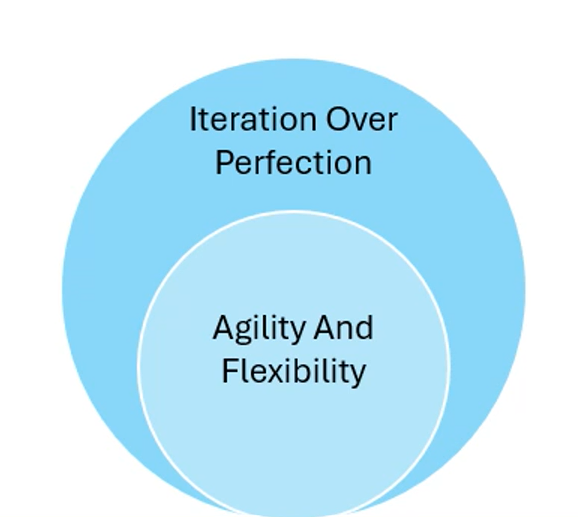 Iteration Over
Perfection
Agility And
Flexibility